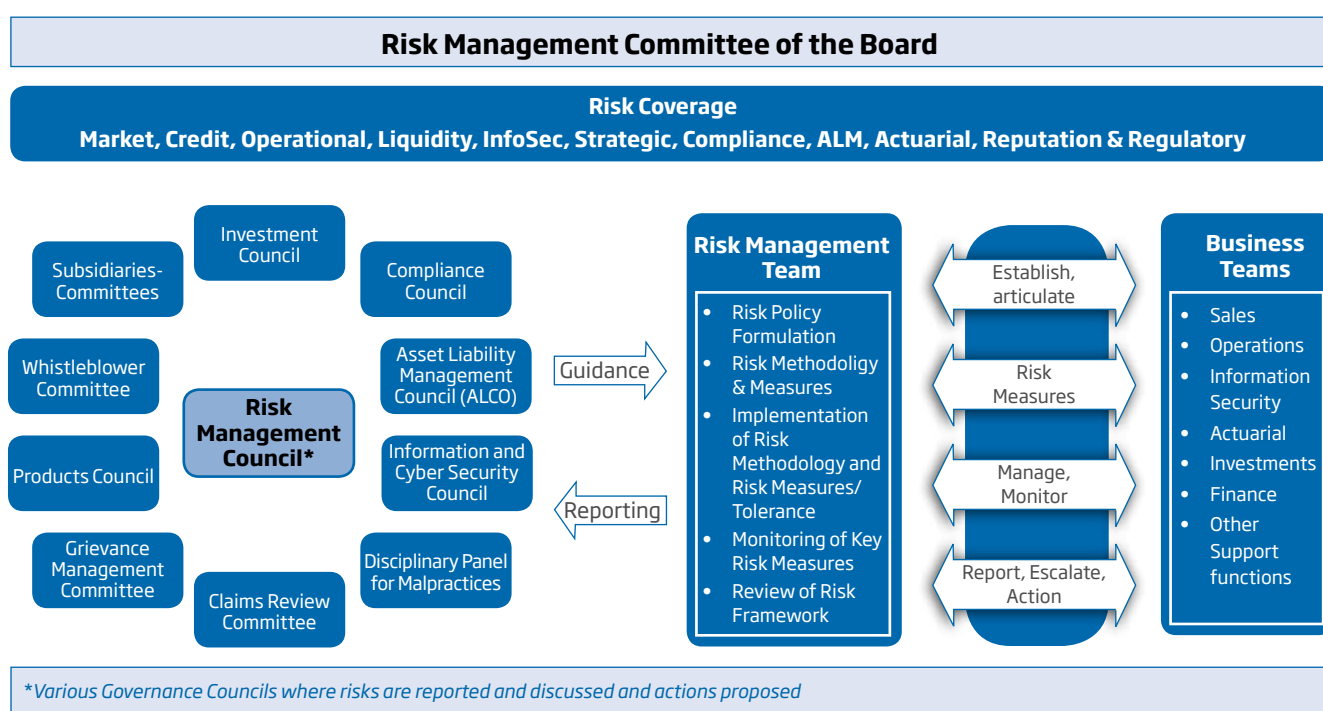 Risk Management Committee of the Board
Risk Coverage
Market, Credit, Operational, Liquidity, InfoSec, Strategic, Compliance, ALM, Actuarial, Reputation & Regulatory
Investment
Council
Compliance
Council
Asset Liability
Management
Council (ALCO)
Information and
Cyber Security
Council
Disciplinary Panel
for Malpractices
Claims Review
Committee
Grievance
Management
Committee
Products Council
Whistleblower
Committee
Subsidiaries-
Committees
Risk
Management
Council*
Guidance
Reporting
Risk Management
Team
• Risk Policy
Formulation
• Risk Methodoligy
& Measures
• Implementation
of Risk
Methodology and
Risk Measures/
Tolerance
• Monitoring of Key
Risk Measures
• Review of Risk
Framework
Establish,
articulate
Risk
Measures
Manage,
Monitor
Report, Escalate,
Action
Business
Teams
• Sales
• Operations
• Information
Security
• Actuarial
• Investments
• Finance
• Other
Support
functions
*Various Governance Councils where risks are reported and discussed and actions proposed